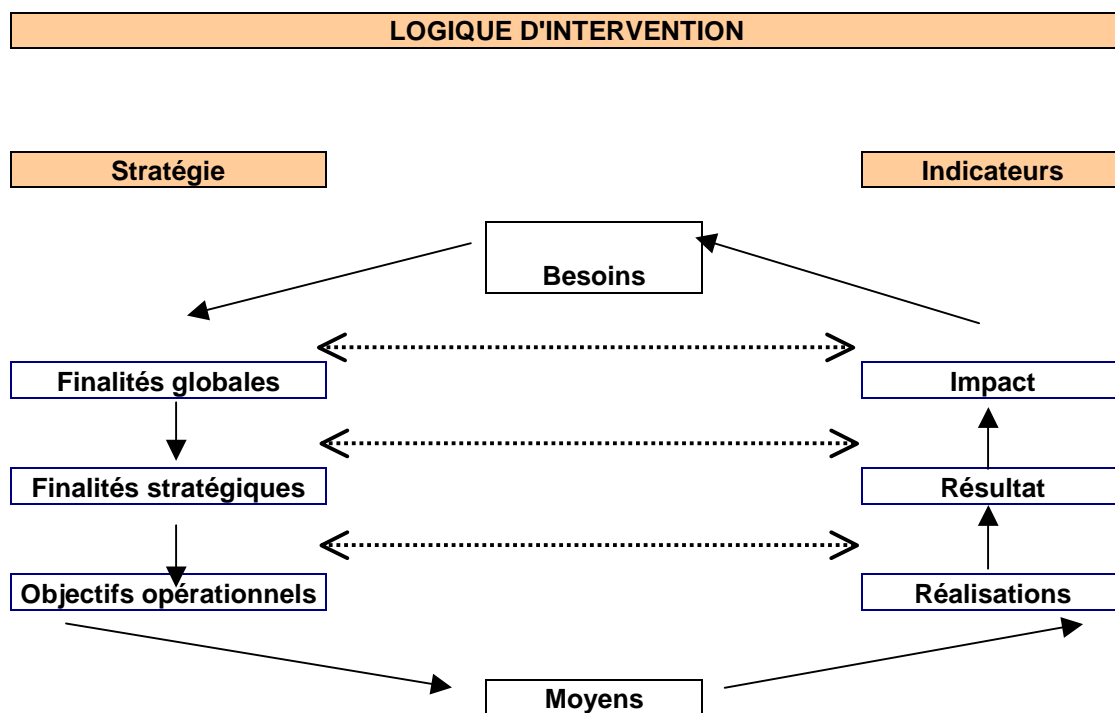 LOGIQUE D'INTERVENTION
Stratégie
Indicateurs
Besoins
Finalités globales
Impact
Finalités stratégiques
Résultat
Objectifs opérationnels
Réalisations
Moyens